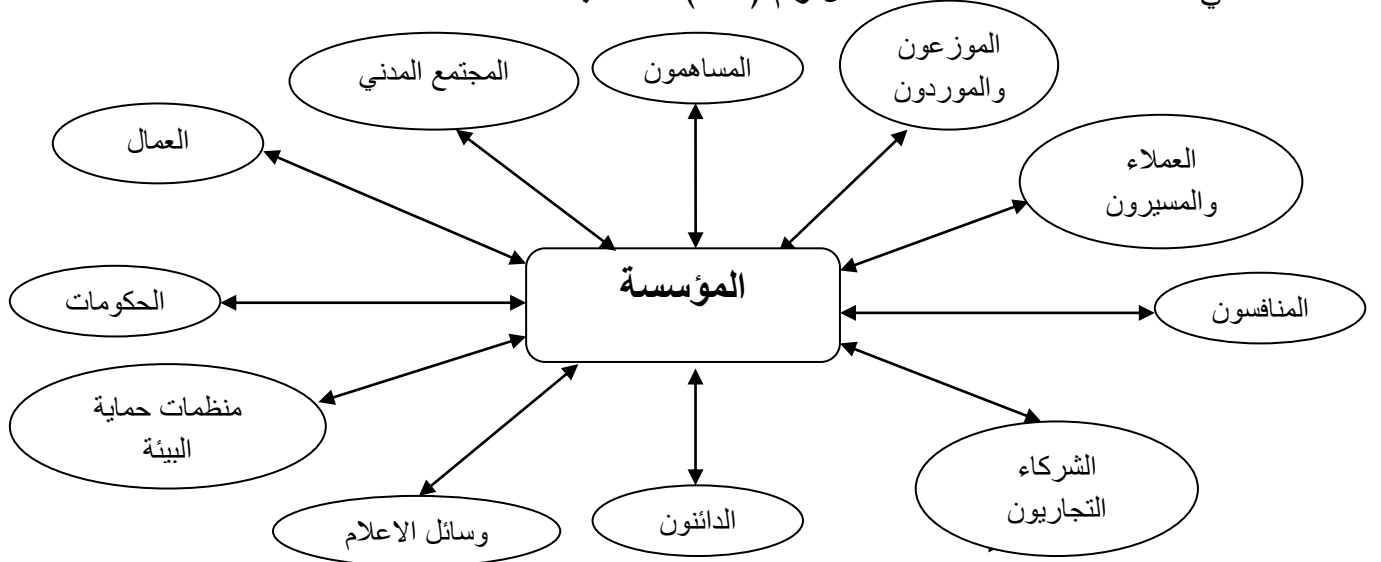 الموزعون
والموردون
المساهمون
المجتمع المدني
العملاء
والمسيرون
العمال
المؤسسة
المنافسون
الحكومات
منظمات حماية
البيئة
الشركاء
التجاريون
الدائنون
وسائل الاعلام